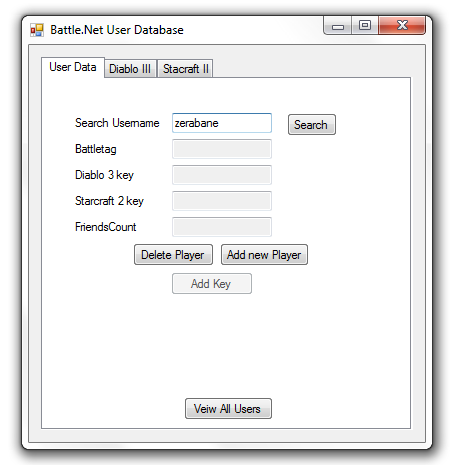 Battle.Net User Database
User Data Diablo III Stacraft II
Search Username zerabane Search
Battletag
Diablo 3 key
Starcraft 2 key
FriendsCount
Delete Player Add new Player
Add Key
Veiw All Users